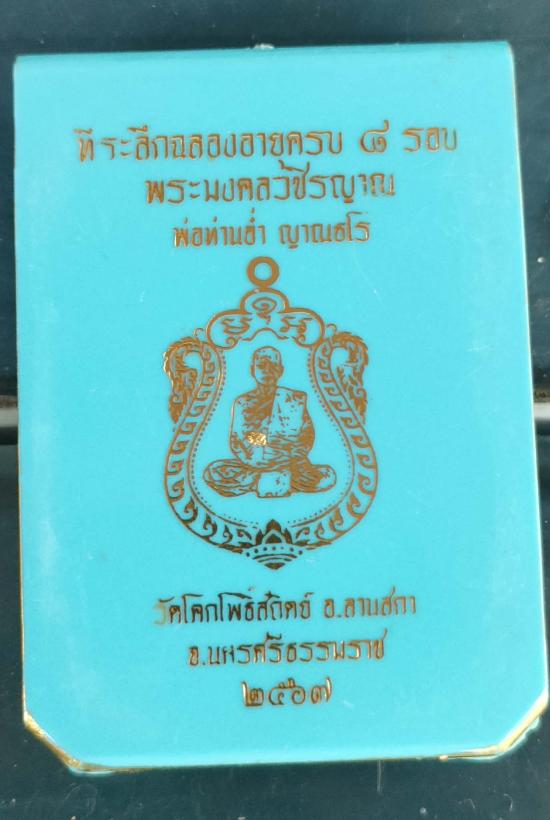 ที่ระลึกฉลองอายุครบ ๘ รอบ
พระมงคลวัชิรญาณ
พ่อท่านฮ่ำ ญาณธโร
วัดโคกโพธิ์สถิตย์ อ.ลานสกา
จ.นครศรีธรรมราช
๒๕๖๗